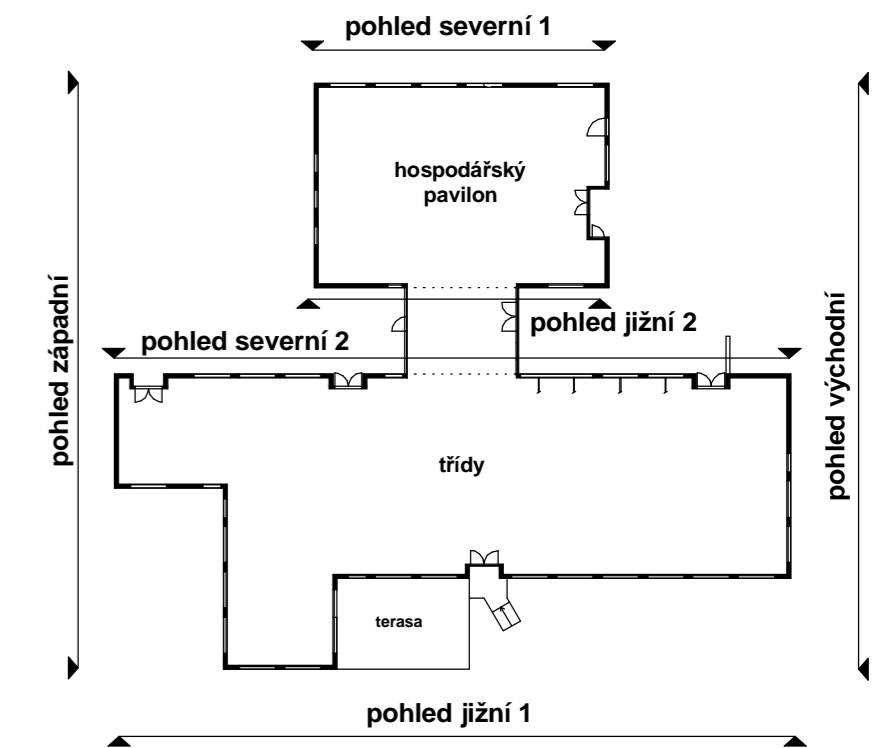 pohled severní 1
hospodářský
pavilon
pohled západní
pohled východní
pohled jižní 2
pohled severní 2
třídy
terasa
pohled jižní 1